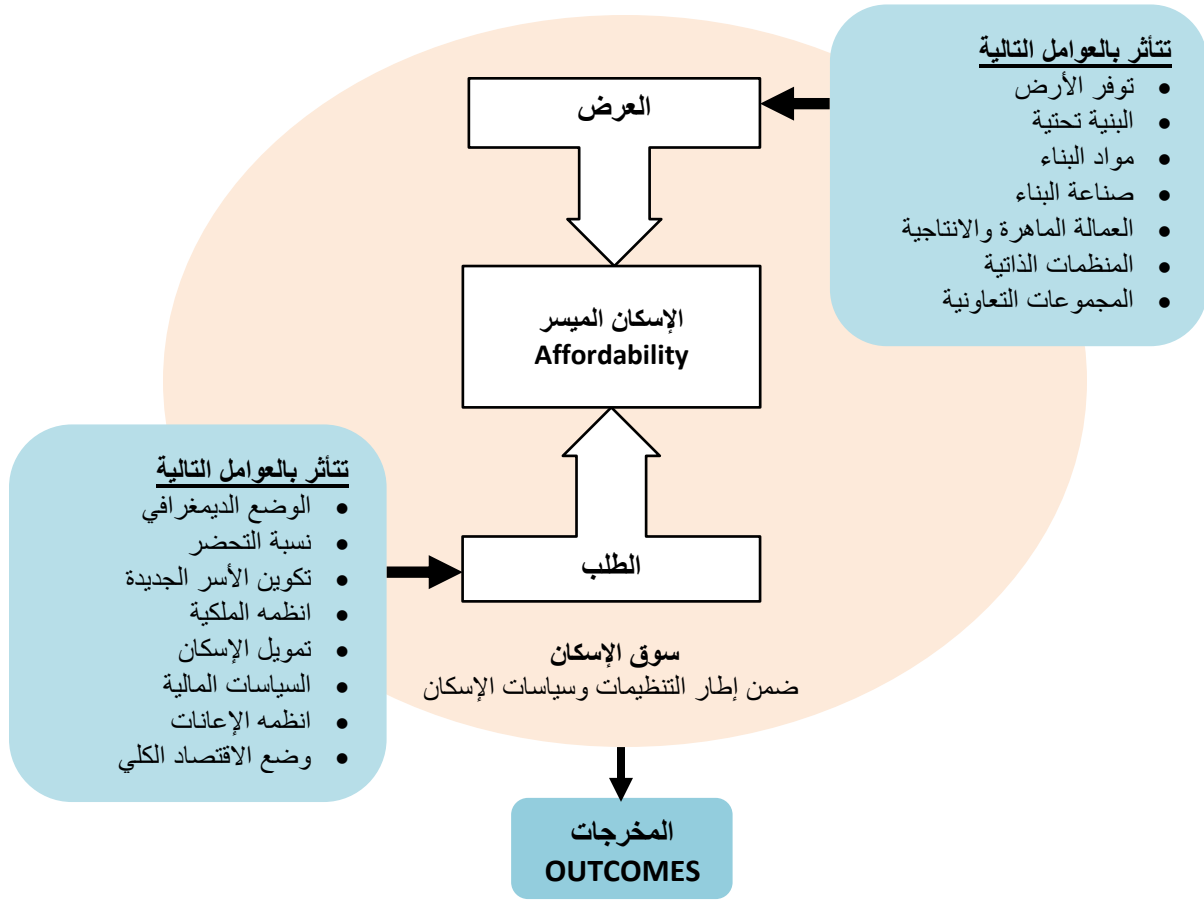 تتأثر بالعوامل التالية
• توفر الأرض
• البنية تحتية
• مواد البناء
• صناعة البناء
• العمالة الماهرة والانتاجية
• المنظمات الذاتية
• المجموعات التعاونية
العرض
الإسكان الميسر
Affordability
تتأثر بالعوامل التالية
• الوضع الديمغرافي
• نسبة التحضر
• تكوين الأسر الجديدة
• انظمه الملكية
• تمويل الإسكان
• السياسات المالية
• انظمه الإعانات
• وضع الاقتصاد الكلي
الطلب
سوق الإسكان
ضمن إطار التنظيمات وسياسات الإسكان
المخرجات
OUTCOMES